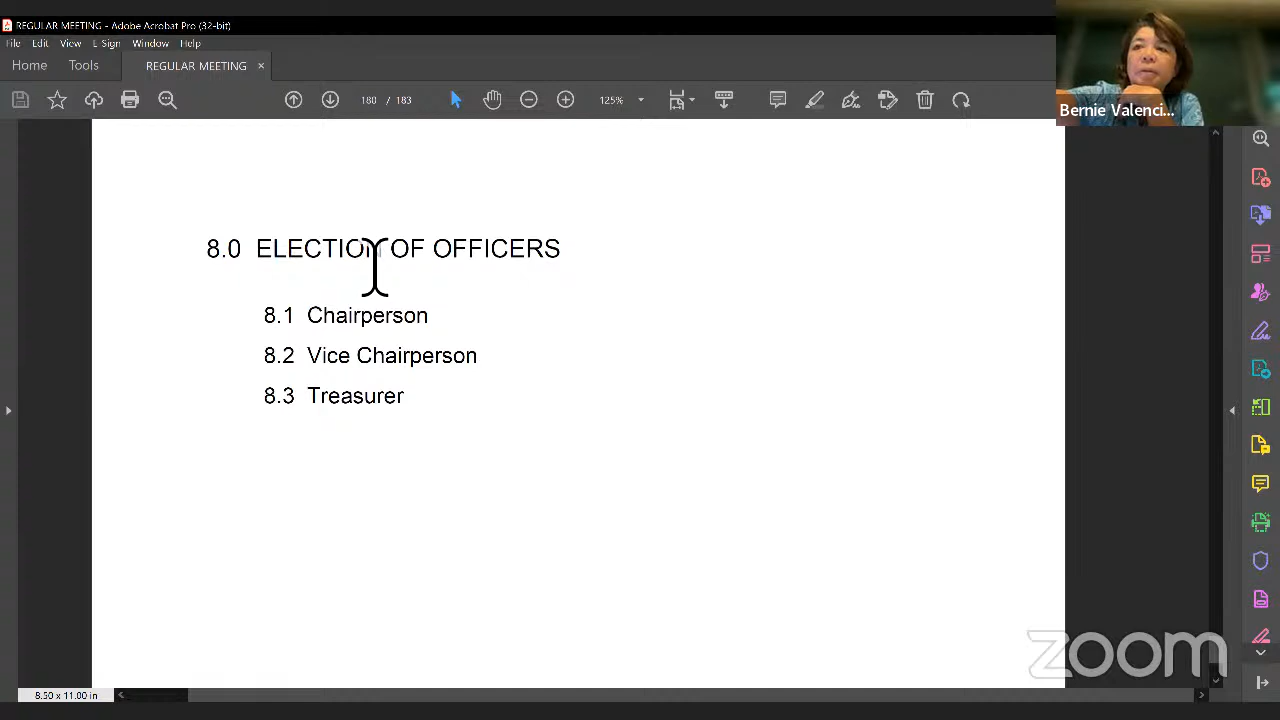 REGULAR MEETING - Adobe Acrobat Pro (32-bit)
File Edit View E-Sign Window Help
Home Tools REGULAR MEETING ×
180 / 183 125%
Bernie Valenci...
8.0 ELECTION OF OFFICERS
8.1 Chairperson
8.2 Vice Chairperson
8.3 Treasurer
zoom
8.50 x 11.00 in